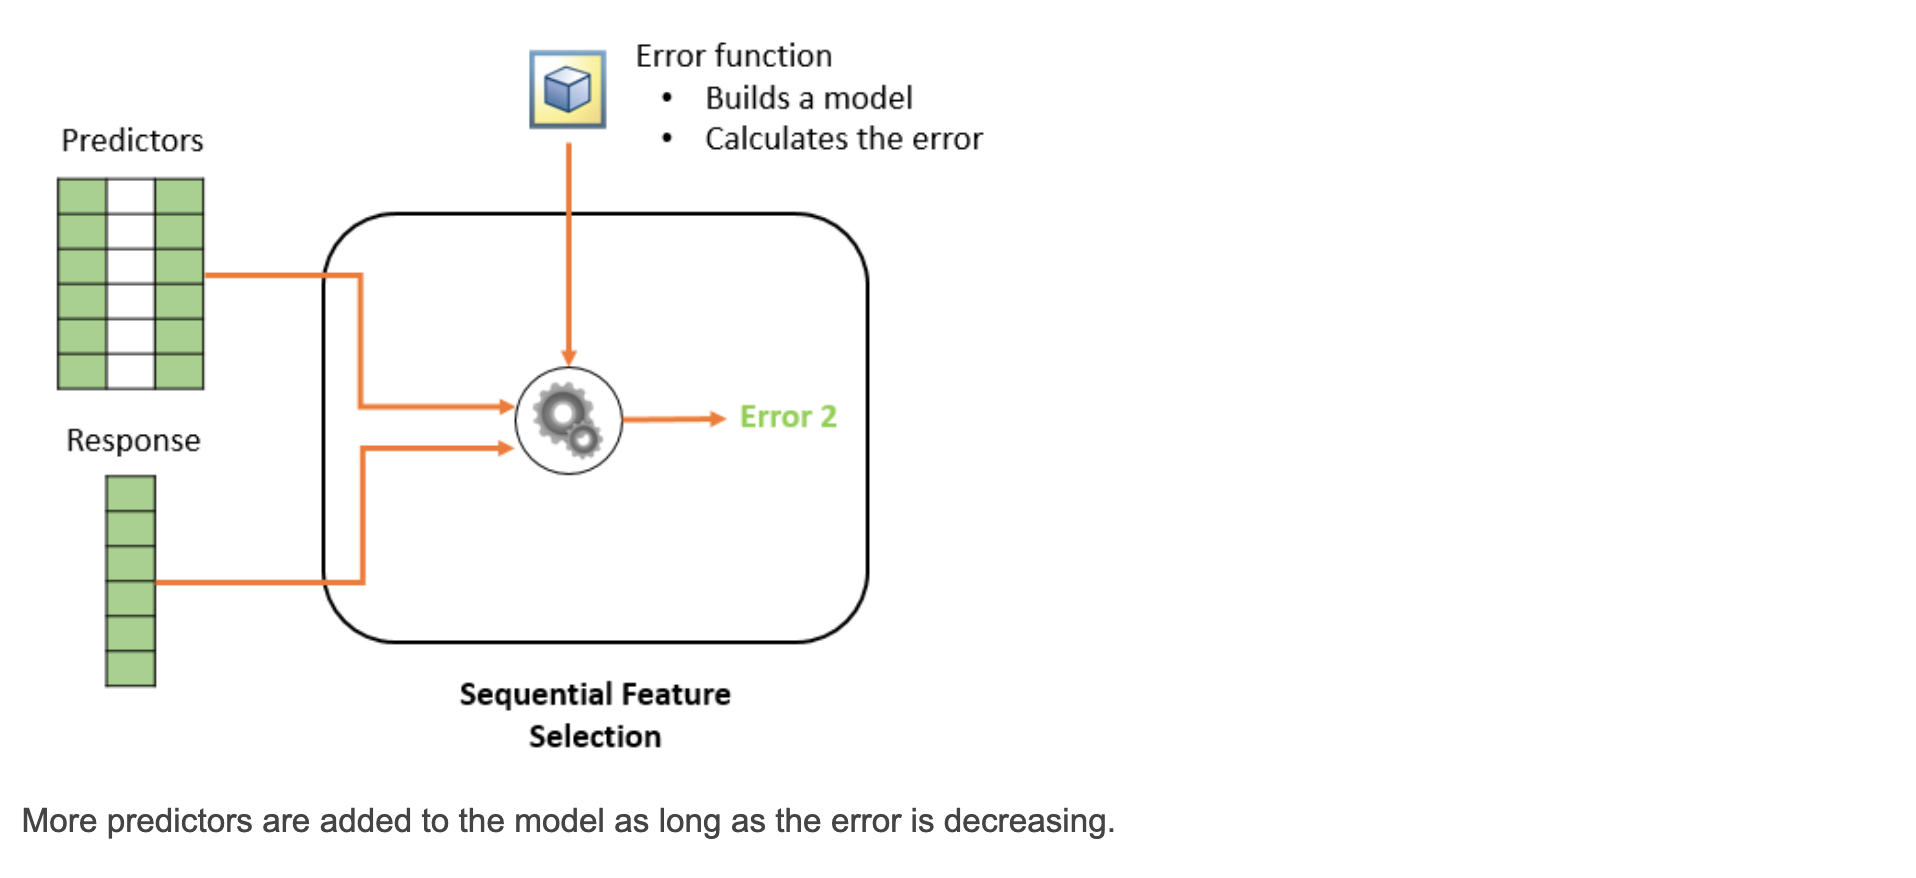 Error function
• Builds a model
• Calculates the error
Predictors
Error 2
Response
Sequential Feature
Selection
More predictors are added to the model as long as the error is decreasing.